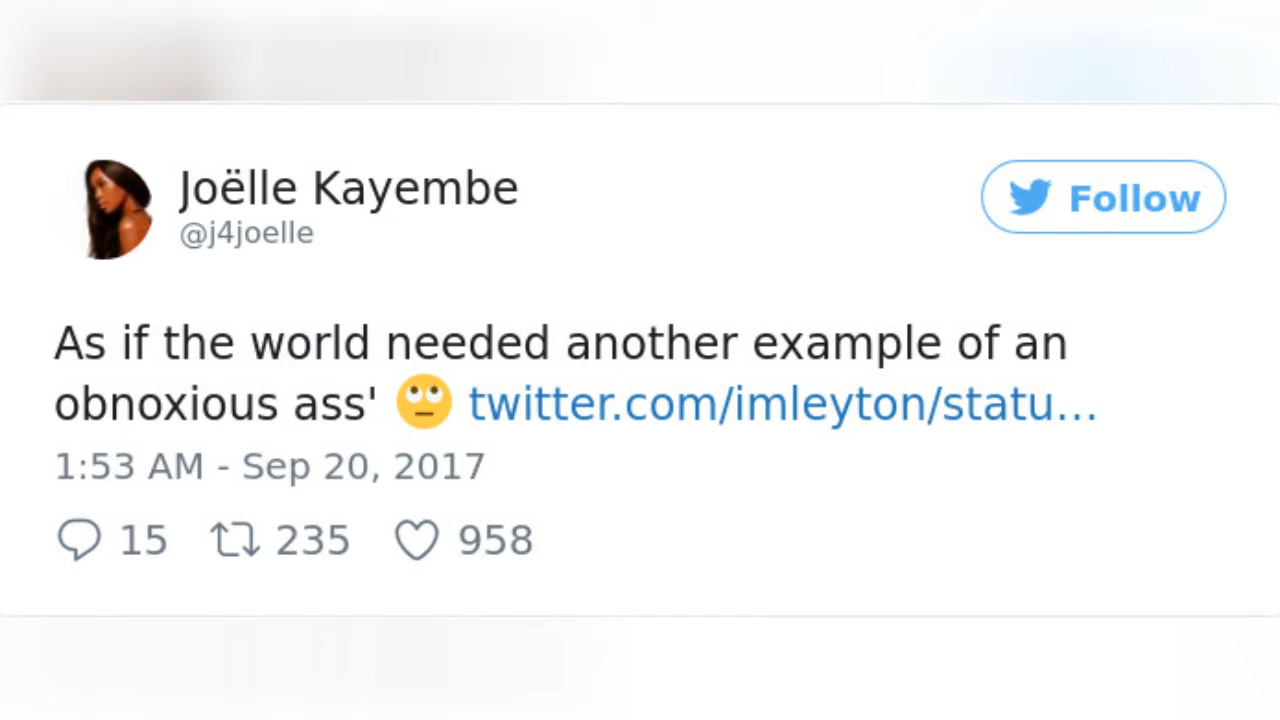 Joëlle Kayembe
@j4joelle
Follow
As if the world needed another example of an
obnoxious ass' 🙄 twitter.com/imleyton/statu…
1:53 AM - Sep 20, 2017
15 235 958